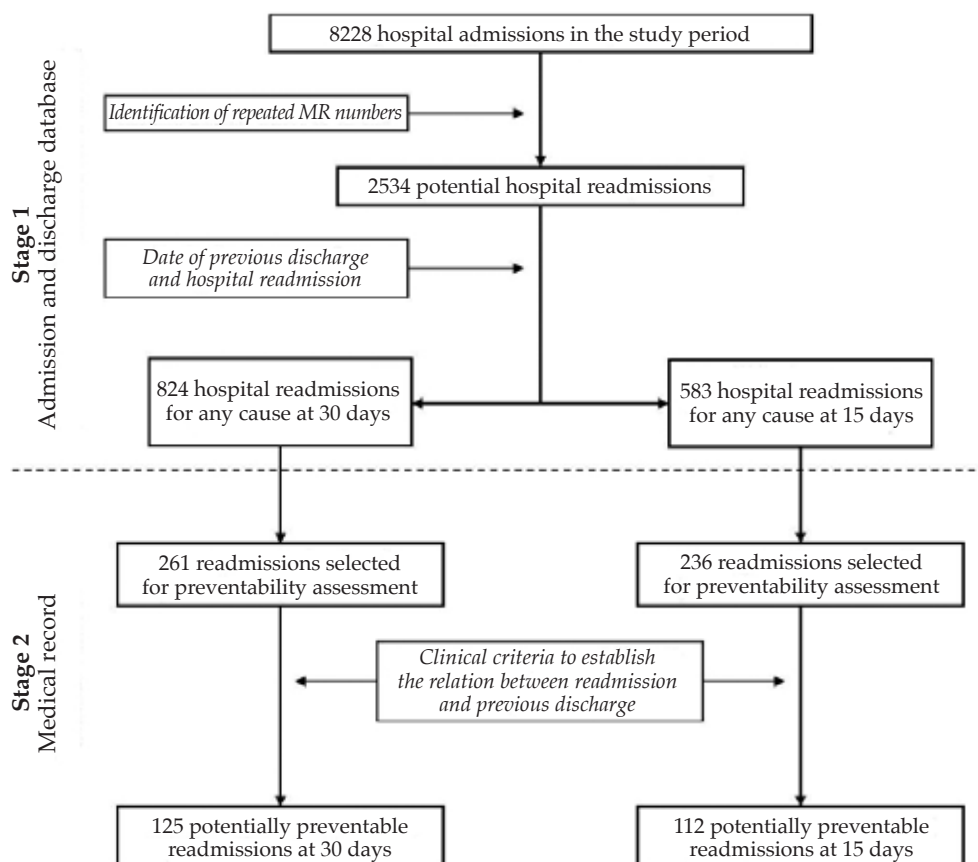 8228 hospital admissions in the study period
Identification of repeated MR numbers
2534 potential hospital readmissions
Date of previous discharge
and hospital readmission
Stage 1
Admission and discharge database
824 hospital readmissions
for any cause at 30 days
583 hospital readmissions
for any cause at 15 days
261 readmissions selected
for preventability assessment
236 readmissions selected
for preventability assessment
Stage 2
Medical record
Clinical criteria to establish
the relation between readmission
and previous discharge
125 potentially preventable
readmissions at 30 days
112 potentially preventable
readmissions at 15 days